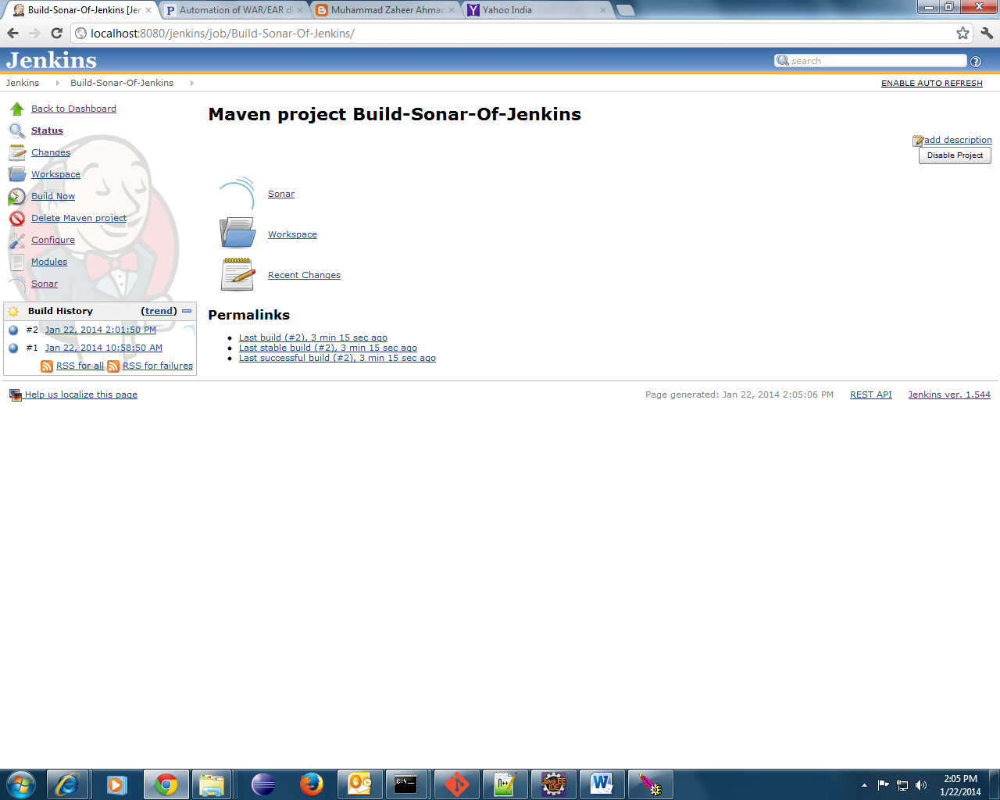 Build-Sonar-Of-Jenkins [Jer
Automation of WAR/EAR d
Muhammad Zaheer Ahmad
Yahoo India
localhost:8080/jenkins/job/Build-Sonar-Of-Jenkins/
Jenkins
search
Jenkins
Build-Sonar-Of-Jenkins
ENABLE AUTO REFRESH
Back to Dashboard
Status
Changes
Workspace
Build Now
Delete Maven project
Configure
Modules
Sonar
Build History (trend)
#2 Jan 22, 2014 2:01:50 PM
#1 Jan 22, 2014 10:58:50 AM
RSS for all RSS for failures
Maven project Build-Sonar-Of-Jenkins
add description
Disable Project
Sonar
Workspace
Recent Changes
Permalinks
Last build (#2), 3 min 15 sec ago
Last stable build (#2), 3 min 15 sec ago
Last successful build (#2), 3 min 15 sec ago
Help us localize this page
Page generated: Jan 22, 2014 2:05:06 PM REST API Jenkins ver. 1.544
2:05 PM
1/22/2014